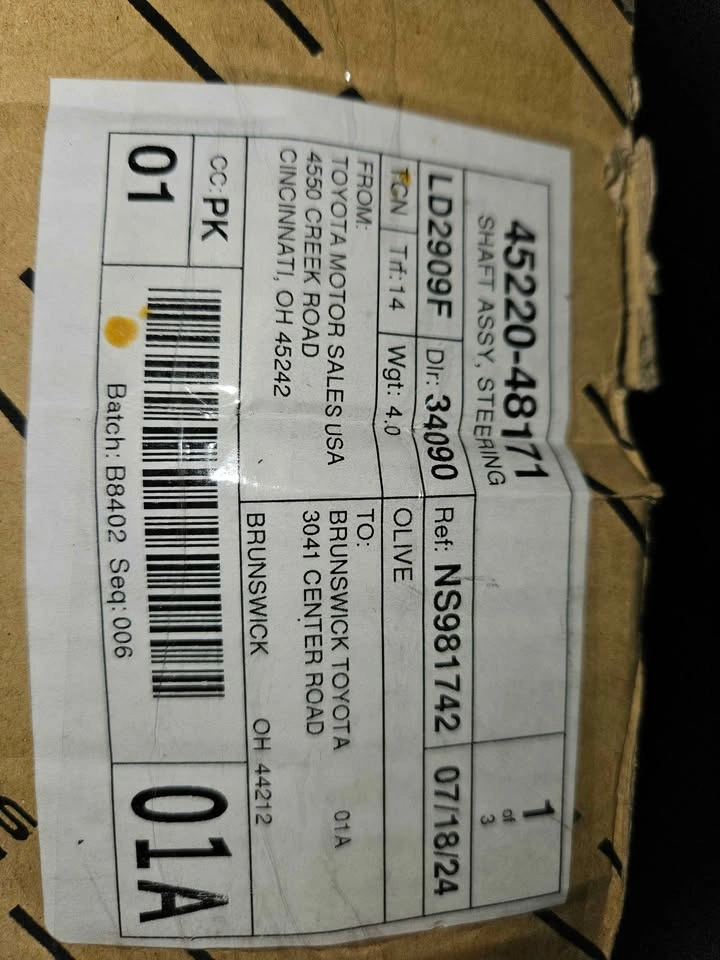 45220-48171
SHAFT ASSY, STEERING
1
of
3
LD2909F Dlr: 34090 Ref: NS981742 07/18/24
Trf:14 Wgt: 4.0 OLIVE
FROM:
TOYOTA MOTOR SALES USA
4550 CREEK ROAD
CINCINNATI, OH 45242
TO:
BRUNSWICK TOYOTA 01A
3041 CENTER ROAD
BRUNSWICK OH 44212
CC:PK
01
Batch: B8402 Seq:006
01A